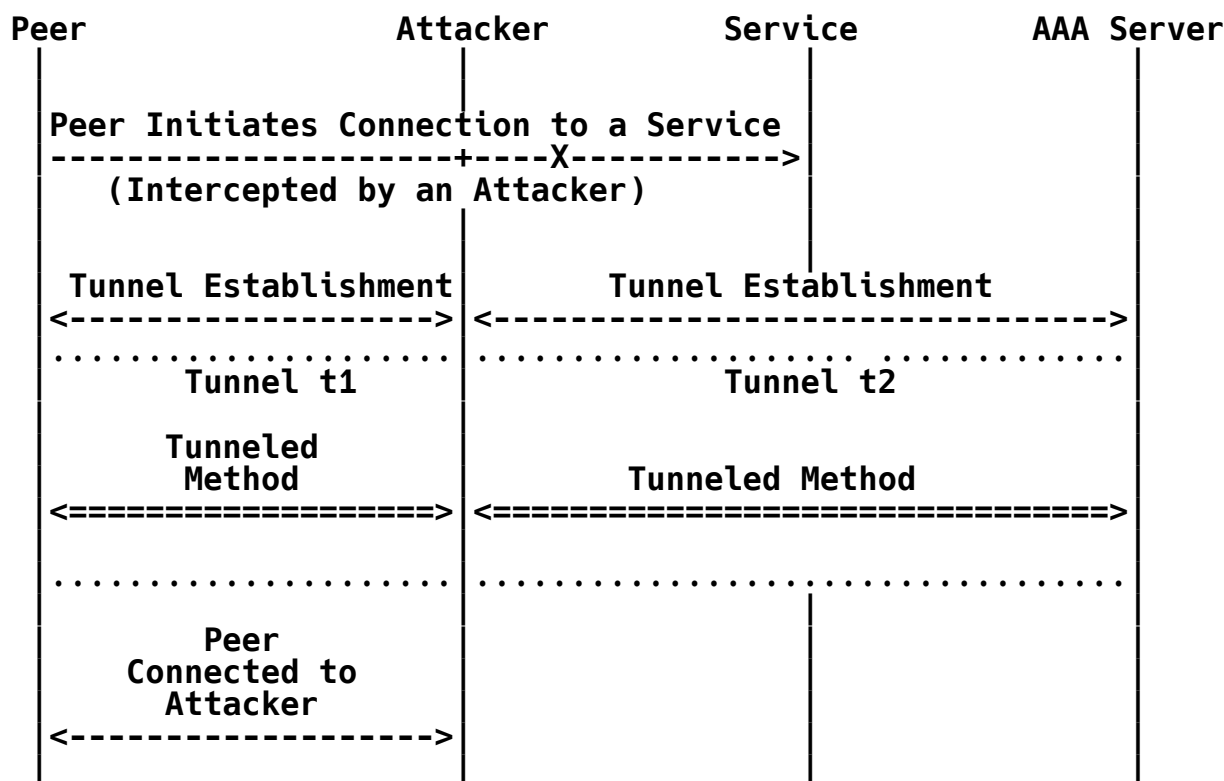 Peer Attacker Service AAA Server
Peer Initiates Connection to a Service
(Intercepted by an Attacker)
Tunnel Establishment Tunnel Establishment
Tunnel t1 Tunnel t2
Tunneled
Method Tunneled Method
Peer
Connected to
Attacker